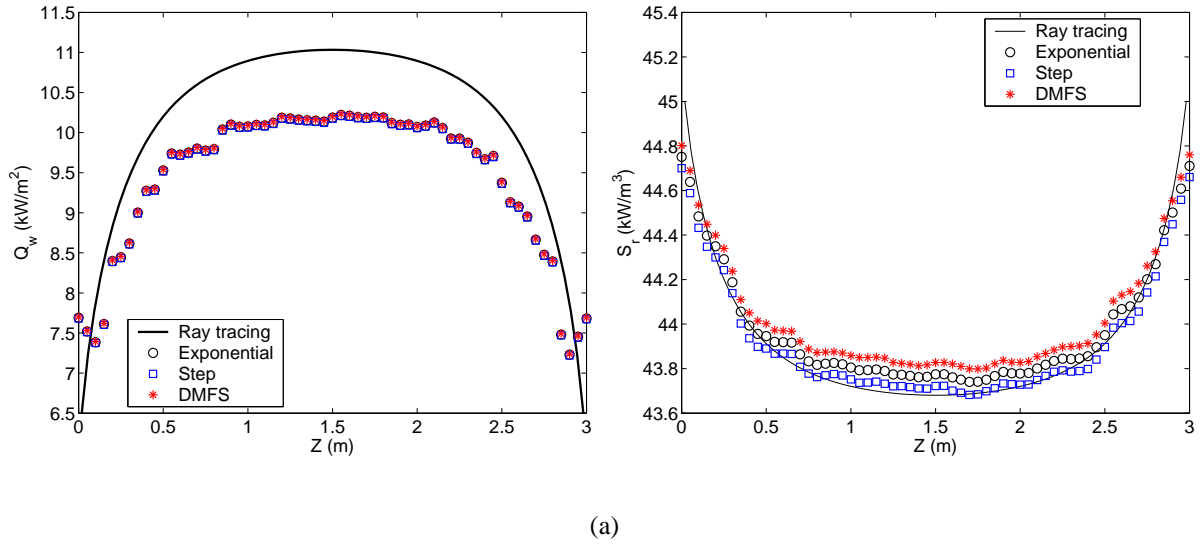 11.5
11
10.5
10
9.5
9
8.5
8
7.5
7
6.5
Q_w (kW/m²)
0 0.5 1 1.5 2 2.5 3
Z (m)
Ray tracing
Exponential
Step
DMFS
45.4
45.2
45
44.8
44.6
44.4
44.2
44
43.8
43.6
S_r (kW/m³)
0 0.5 1 1.5 2 2.5 3
Z (m)
Ray tracing
Exponential
Step
DMFS
(a)